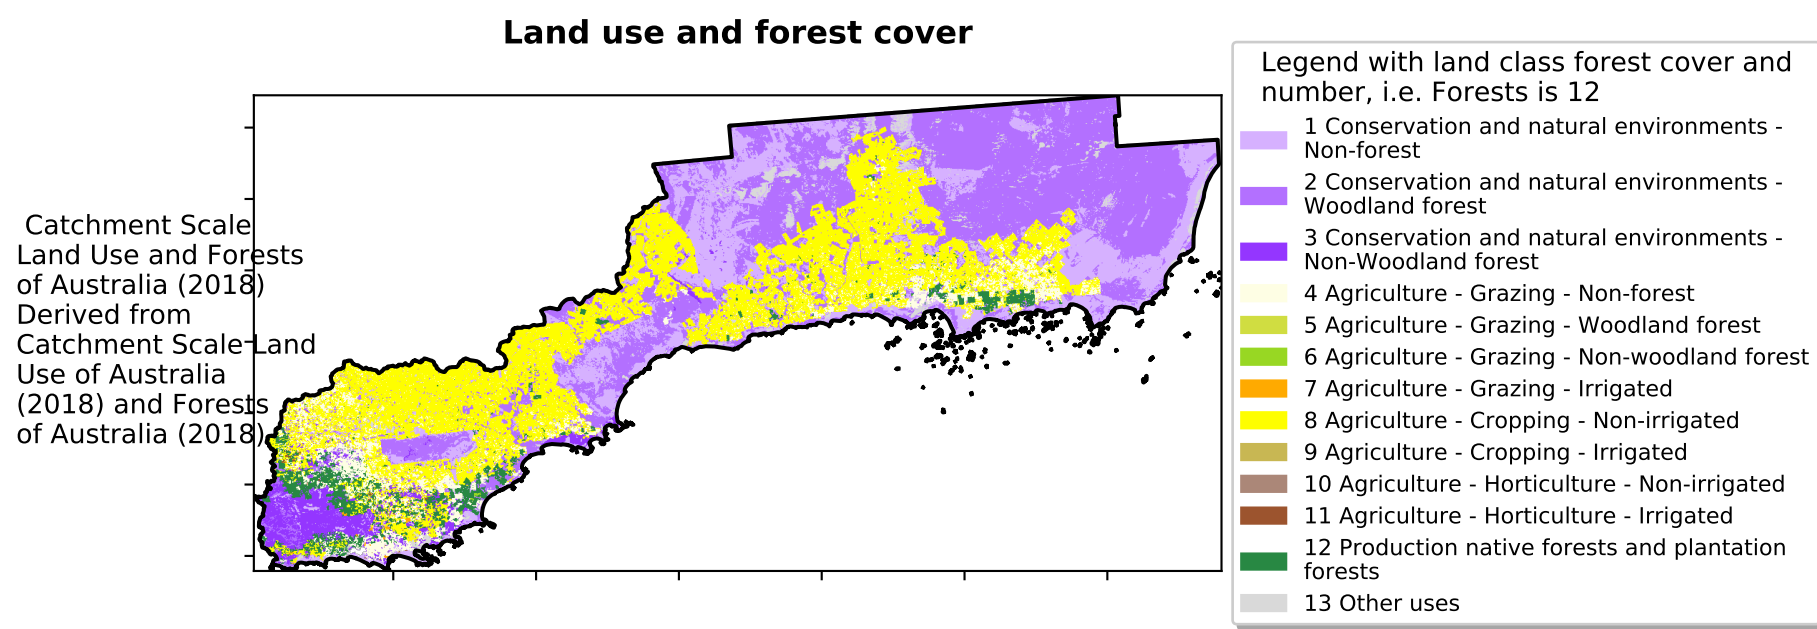 Land use and forest cover
Catchment Scale
Land Use and Forests
of Australia (2018)
Derived from
Catchment Scale Land
Use of Australia
(2018) and Forests
of Australia (2018)
Legend with land class forest cover and
number, i.e. Forests is 12
1 Conservation and natural environments -
Non-forest
2 Conservation and natural environments -
Woodland forest
3 Conservation and natural environments -
Non-Woodland forest
4 Agriculture - Grazing - Non-forest
5 Agriculture - Grazing - Woodland forest
6 Agriculture - Grazing - Non-woodland forest
7 Agriculture - Grazing - Irrigated
8 Agriculture - Cropping - Non-irrigated
9 Agriculture - Cropping - Irrigated
10 Agriculture - Horticulture - Non-irrigated
11 Agriculture - Horticulture - Irrigated
12 Production native forests and plantation
forests
13 Other uses